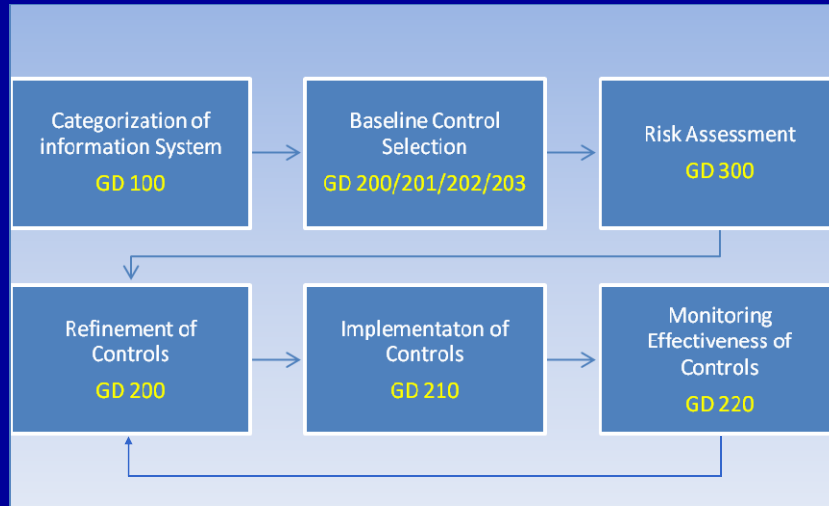 Categorization of
information System
GD 100
Baseline Control
Selection
GD 200/201/202/203
Risk Assessment
GD 300
Refinement of
Controls
GD 200
Implementaton of
Controls
GD 210
Monitoring
Effectiveness of
Controls
GD 220